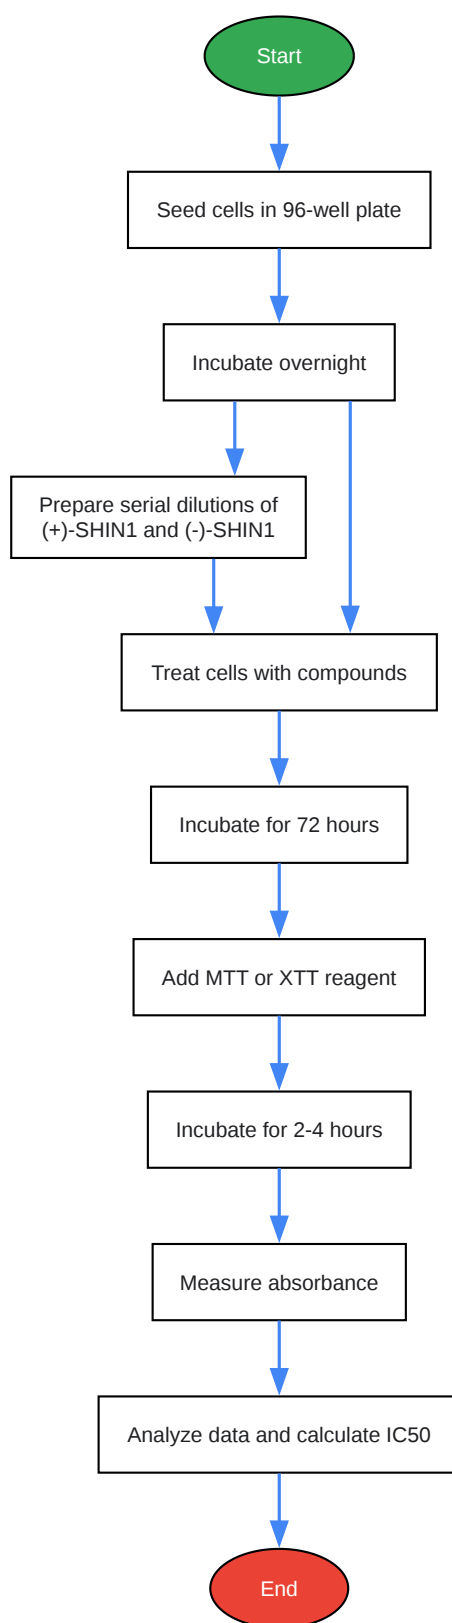 Start
Seed cells in 96-well plate
Incubate overnight
Prepare serial dilutions of
(+)-SHIN1 and (-)-SHIN1
Treat cells with compounds
Incubate for 72 hours
Add MTT or XTT reagent
Incubate for 2-4 hours
Measure absorbance
Analyze data and calculate IC50
End